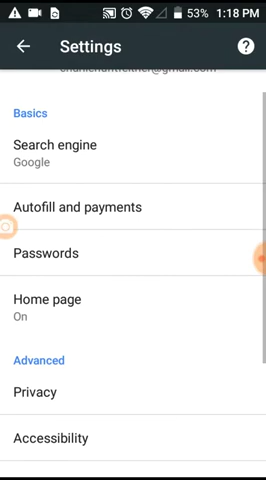 53% 1:18 PM
Settings
Basics
Search engine
Google
Autofill and payments
Passwords
Home page
On
Advanced
Privacy
Accessibility